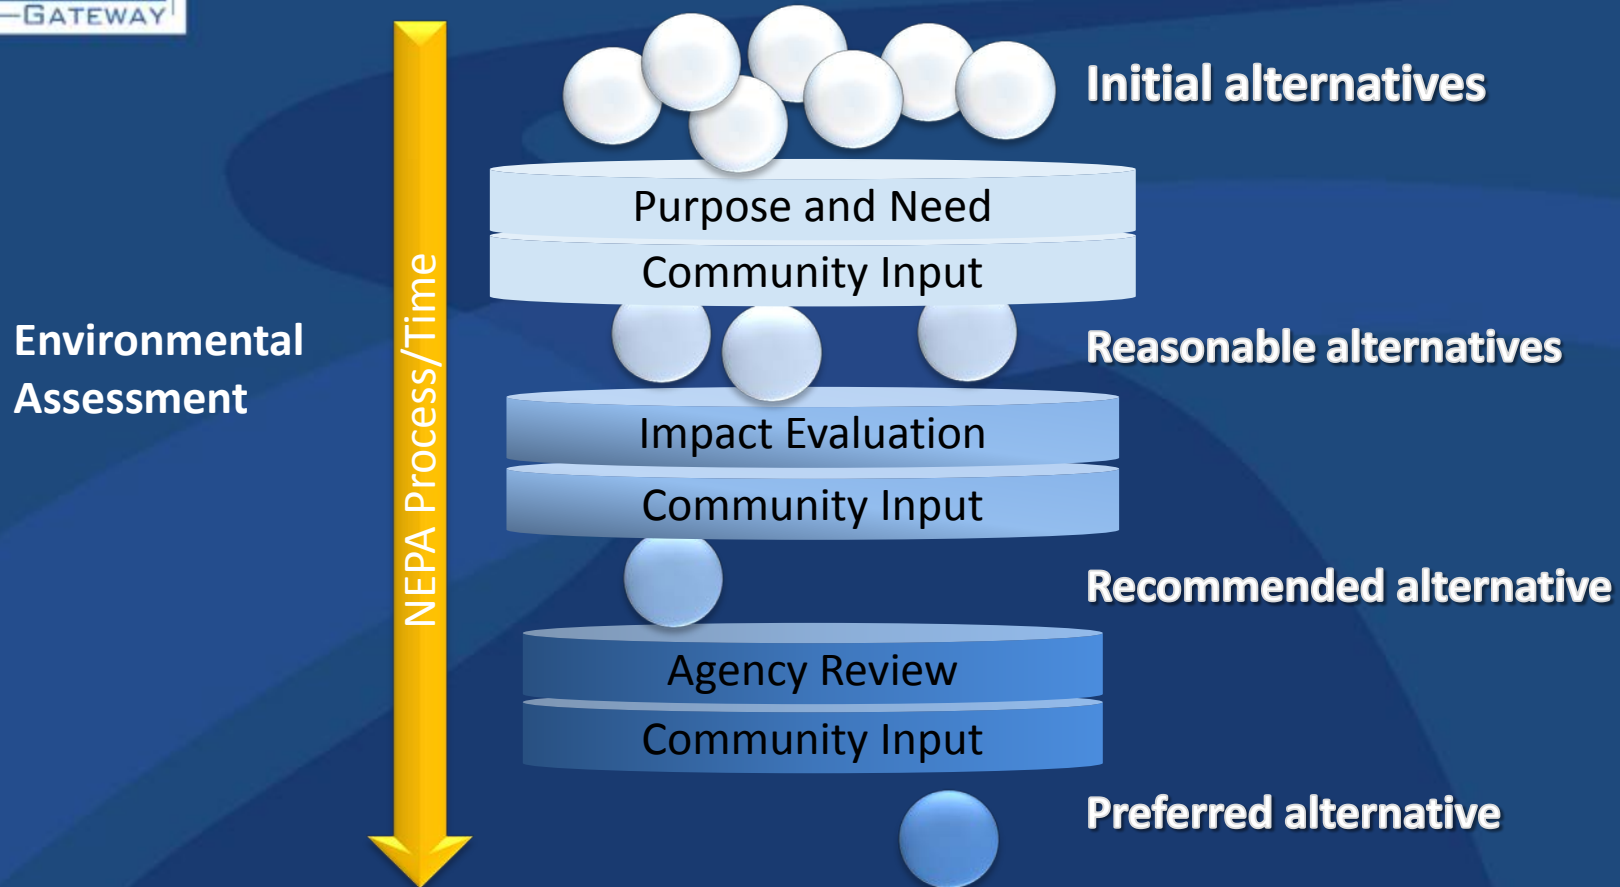 GATEWAY
Initial alternatives
Purpose and Need
Community Input
Environmental
Assessment
NEPA Process/Time
Reasonable alternatives
Impact Evaluation
Community Input
Recommended alternative
Agency Review
Community Input
Preferred alternative